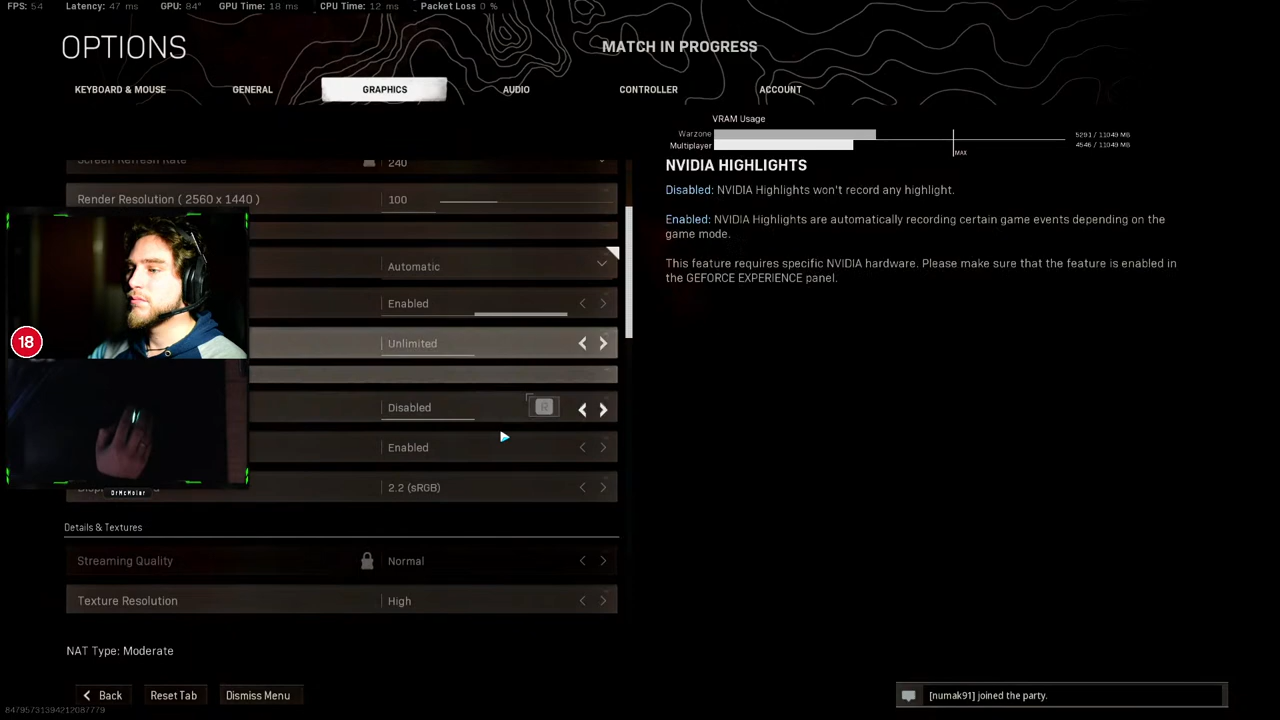 FPS: 54 Latency: 47 ms GPU: 84° GPU Time: 18 ms CPU Time: 12 ms Packet Loss 0 %
OPTIONS
MATCH IN PROGRESS
KEYBOARD & MOUSE GENERAL GRAPHICS AUDIO CONTROLLER ACCOUNT
VRAM Usage
Warzone 5291 / 11049 MB
Multiplayer 4546 / 11049 MB
MAX
Screen Refresh Rate 240
Render Resolution ( 2560 x 1440 ) 100
Automatic
Enabled
Unlimited
Disabled R
Enabled
2.2 (sRGB)
Details & Textures
Streaming Quality Normal
Texture Resolution High
NVIDIA HIGHLIGHTS
Disabled: NVIDIA Highlights won't record any highlight.
Enabled: NVIDIA Highlights are automatically recording certain game events depending on the
game mode.
This feature requires specific NVIDIA hardware. Please make sure that the feature is enabled in
the GEFORCE EXPERIENCE panel.
18
DrMcMolar
NAT Type: Moderate
Back Reset Tab Dismiss Menu
[numak91] joined the party.